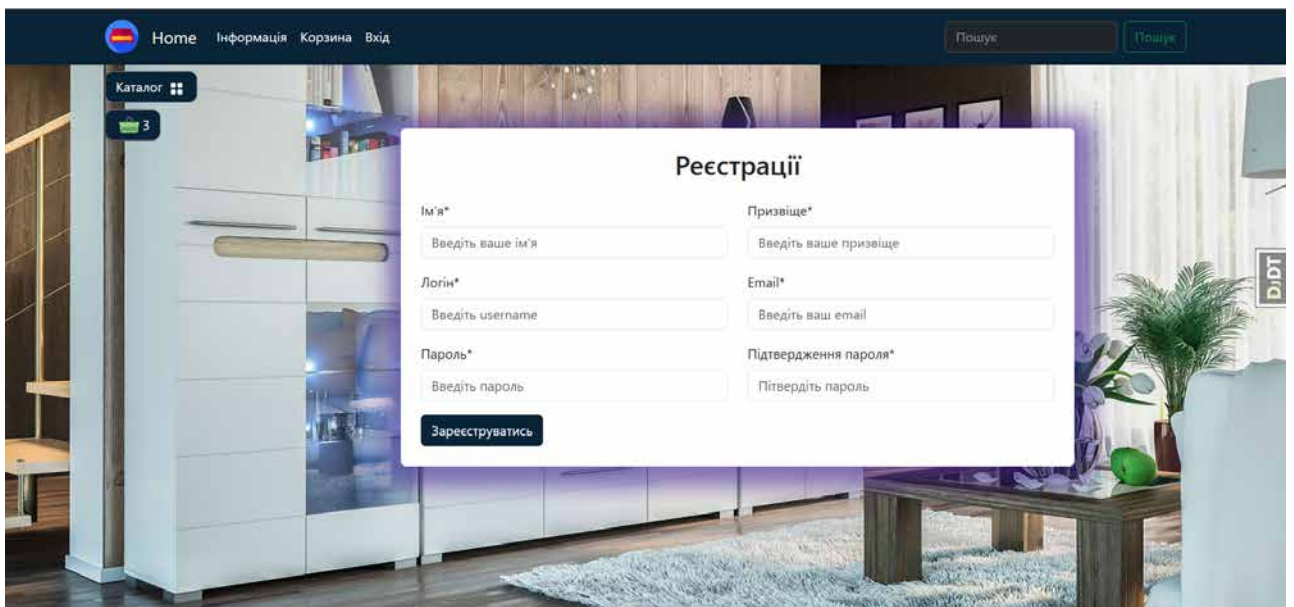 Home Інформація Корзина Вхід Пошук Пошук
Каталог
3
Реєстрації
Ім'я* Призвіще*
Введіть ваше ім'я Введіть ваше призвіще
Логін* Email*
Введіть username Введіть ваш email
Пароль* Підтвердження пароля*
Введіть пароль Пітвердіть пароль
Зареєструватись
DjDT